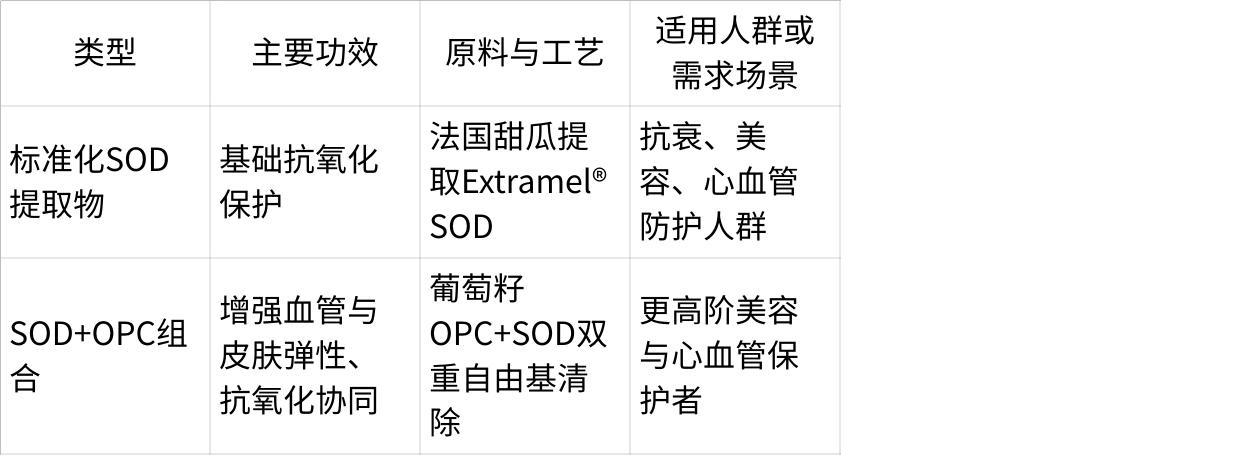 类型
主要功效
原料与工艺
适用人群或
需求场景
标准化SOD
提取物
基础抗氧化
保护
法国甜瓜提
取Extramel®
SOD
抗衰、美
容、心血管
防护人群
SOD+OPC组
合
增强血管与
皮肤弹性、
抗氧化协同
葡萄籽
OPC+SOD双
重自由基清
除
更高阶美容
与心血管保
护者